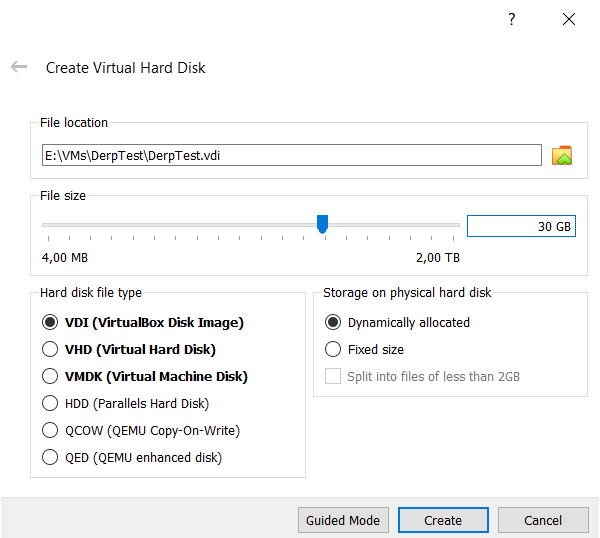 ?
Create Virtual Hard Disk
File location
E:\VMs\DerpTest\DerpTest.vdi
File size
30 GB
4,00 MB 2,00 TB
Hard disk file type
VDI (VirtualBox Disk Image)
VHD (Virtual Hard Disk)
VMDK (Virtual Machine Disk)
HDD (Parallels Hard Disk)
QCOW (QEMU Copy-On-Write)
QED (QEMU enhanced disk)
Storage on physical hard disk
Dynamically allocated
Fixed size
Split into files of less than 2GB
Guided Mode Create Cancel